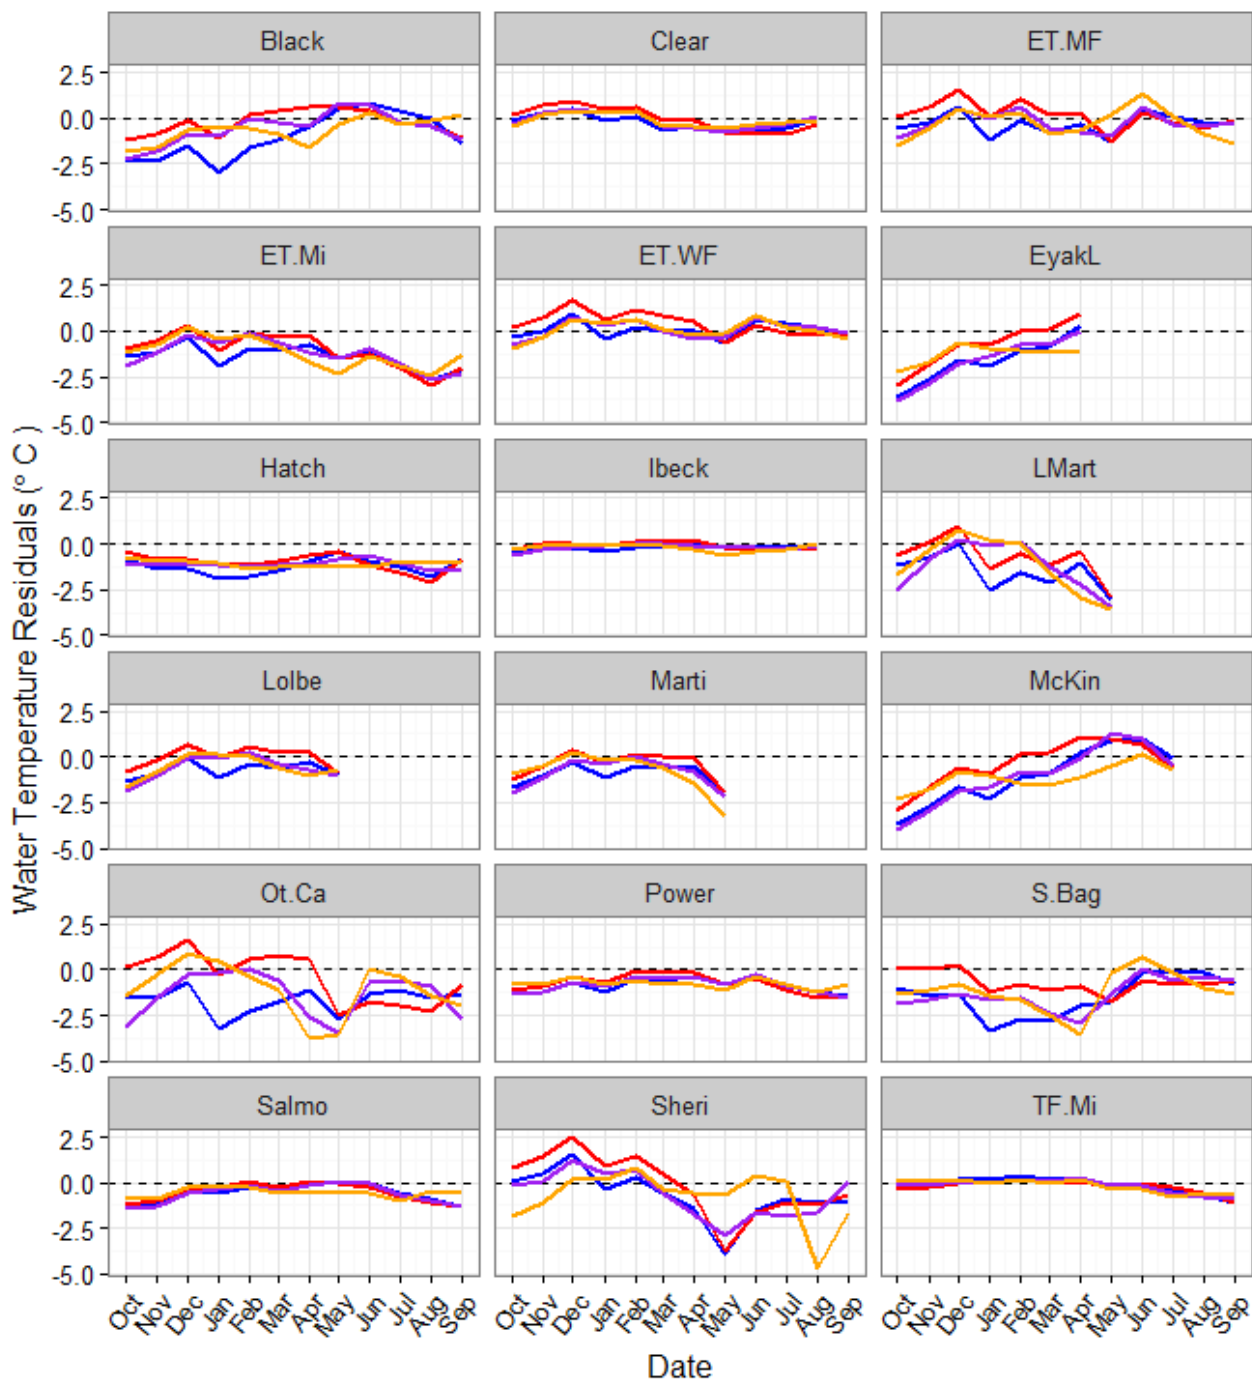 Water Temperature Residuals (° C )
Black Clear ET.MF
2.5
0.0
-2.5
-5.0
ET.Mi ET.WF EyakL
2.5
0.0
-2.5
-5.0
Hatch Ibeck LMart
2.5
0.0
-2.5
-5.0
Lolbe Marti McKin
2.5
0.0
-2.5
-5.0
Ot.Ca Power S.Bag
2.5
0.0
-2.5
-5.0
Salmo Sheri TF.Mi
2.5
0.0
-2.5
-5.0
Oct Nov Dec Jan Feb Mar Apr May Jun Jul Aug Sep Oct Nov Dec Jan Feb Mar Apr May Jun Jul Aug Sep Oct Nov Dec Jan Feb Mar Apr May Jun Jul Aug Sep
Date